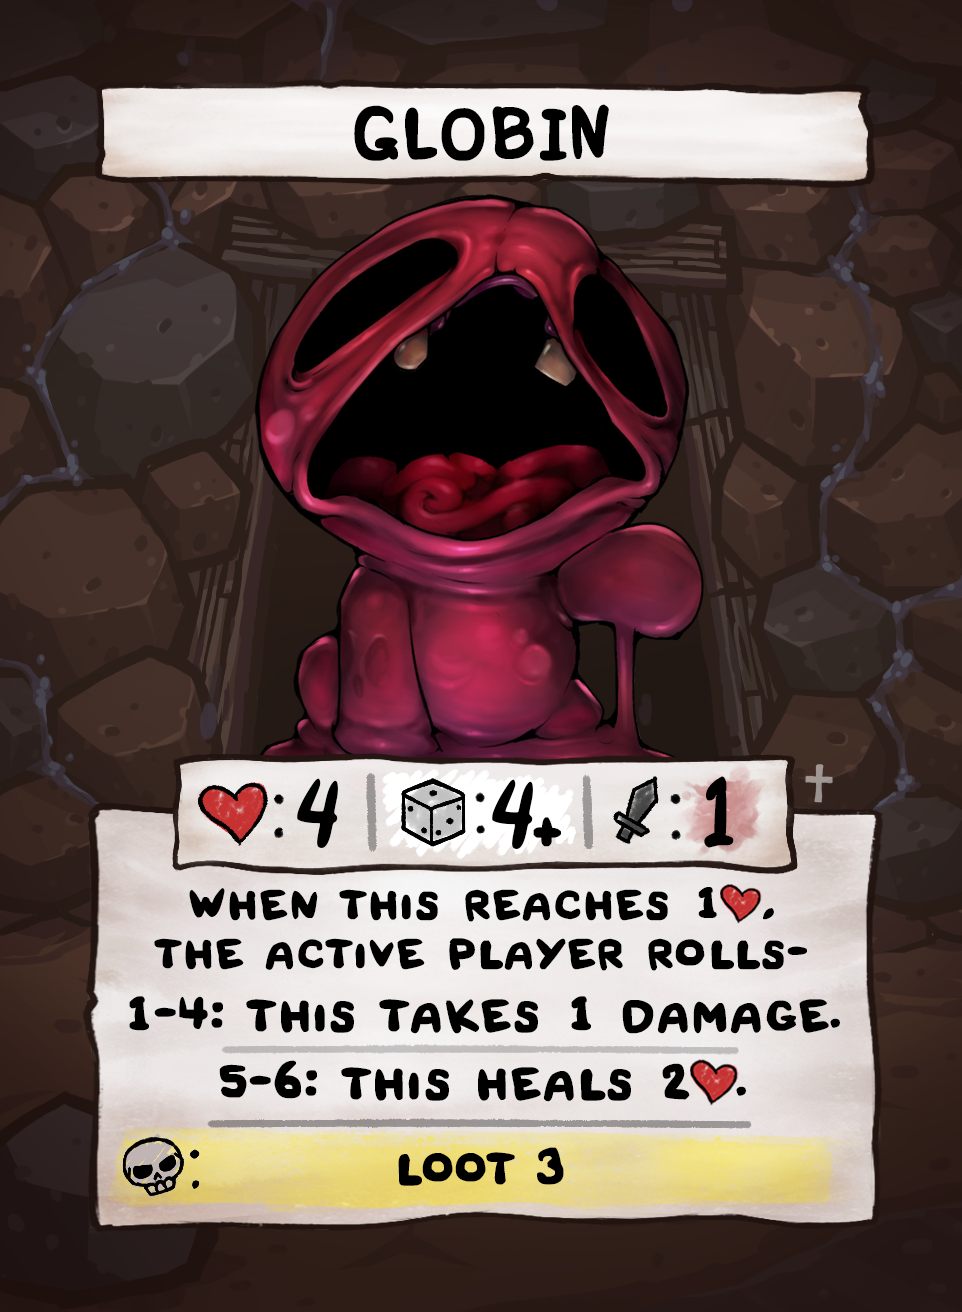 GLOBIN
: 4 : 4+ : 1
WHEN THIS REACHES 1,
THE ACTIVE PLAYER ROLLS-
1-4: THIS TAKES 1 DAMAGE.
5-6: THIS HEALS 2.
: LOOT 3